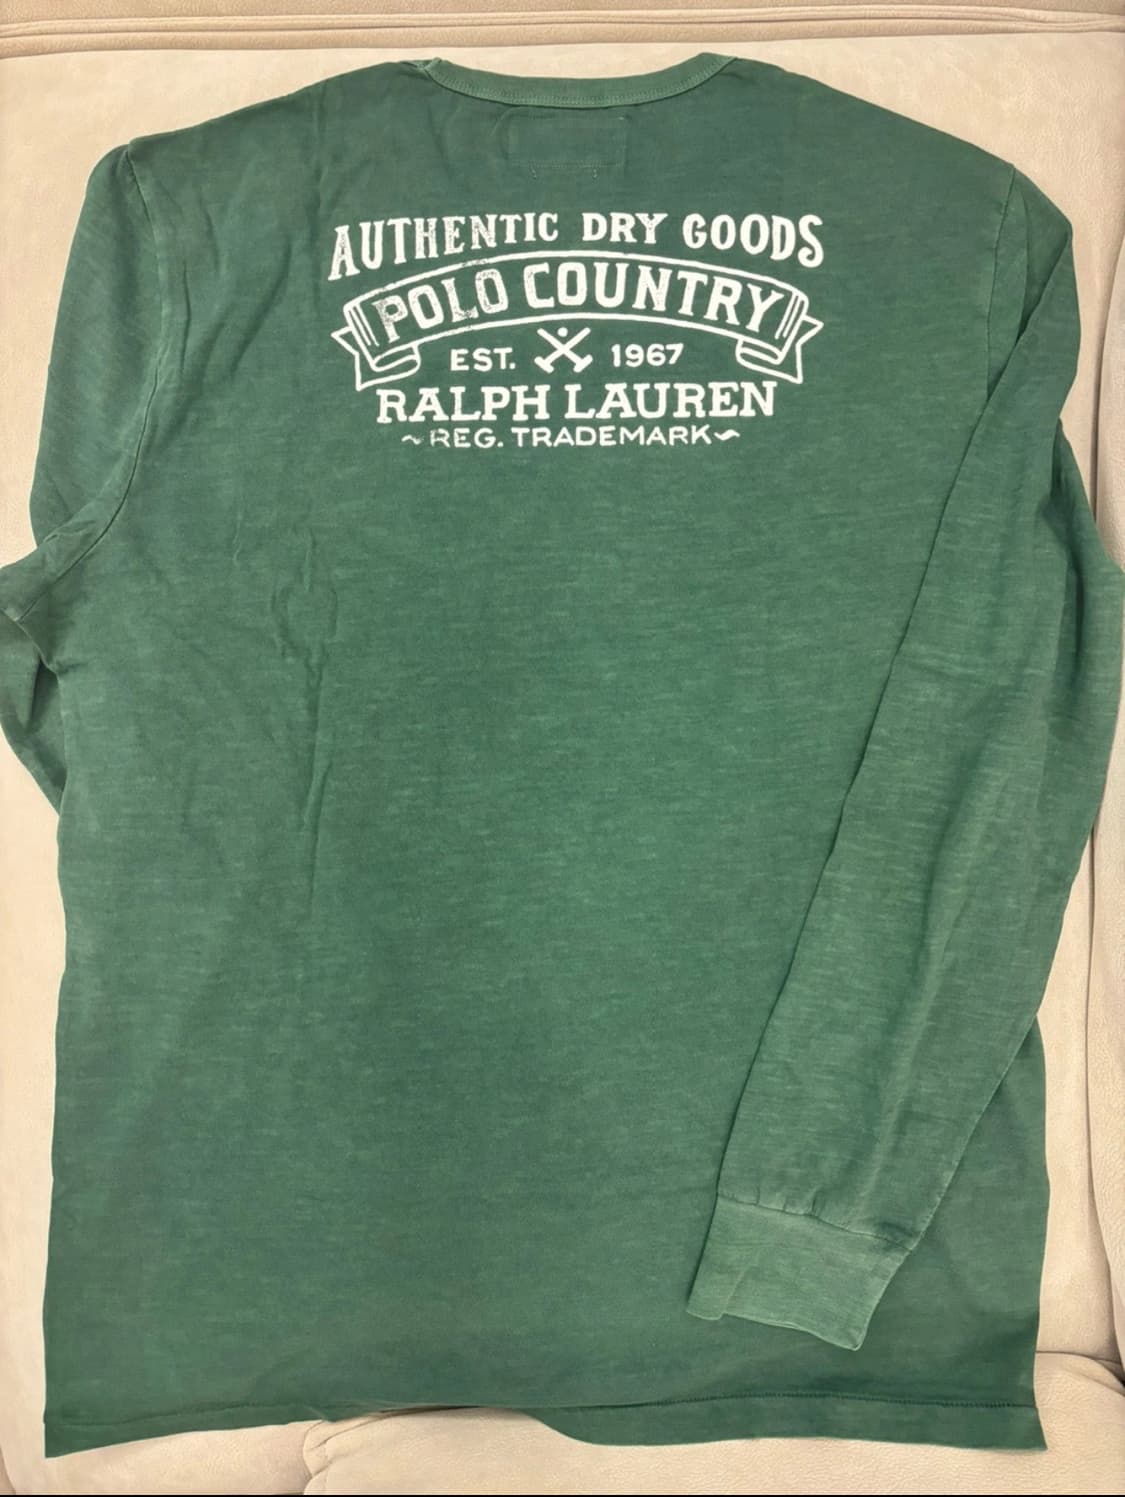 AUTHENTIC DRY GOODS
POLO COUNTRY
EST. 1967
RALPH LAUREN
~REG. TRADEMARK~